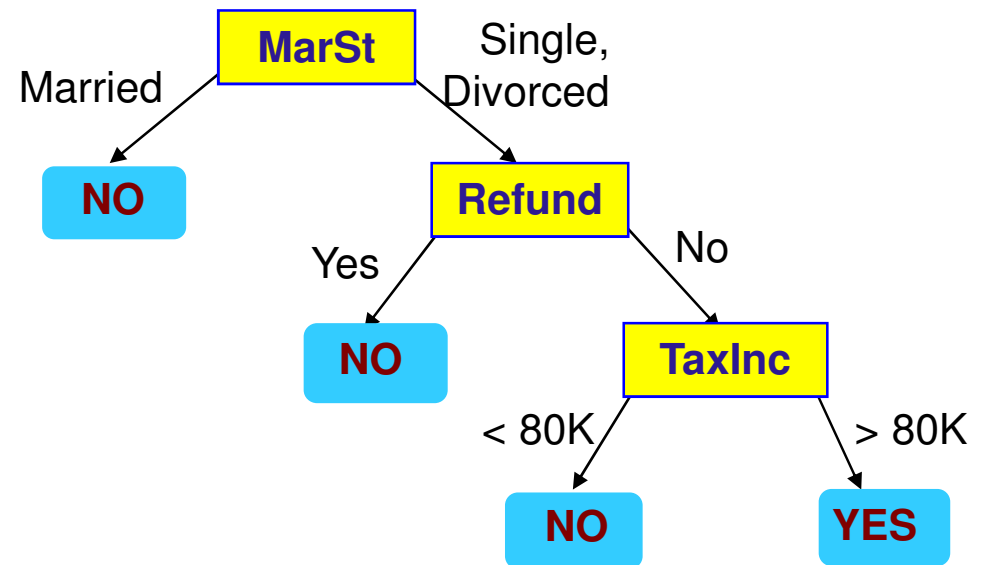 MarSt
Single,
Married
Divorced
NO
Refund
Yes
No
NO
TaxInc
< 80K
> 80K
NO
YES